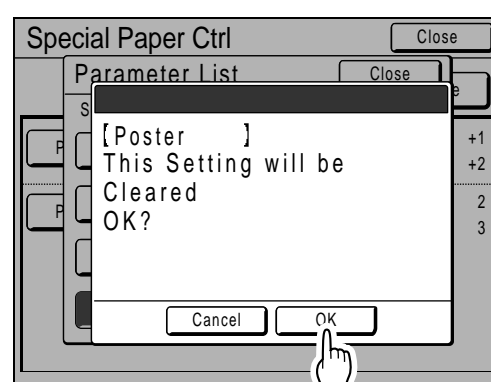 Special Paper Ctrl
Close
Parameter List
Close
[Poster ]
This Setting will be
Cleared
OK?
Cancel
OK
+1
+2
2
3